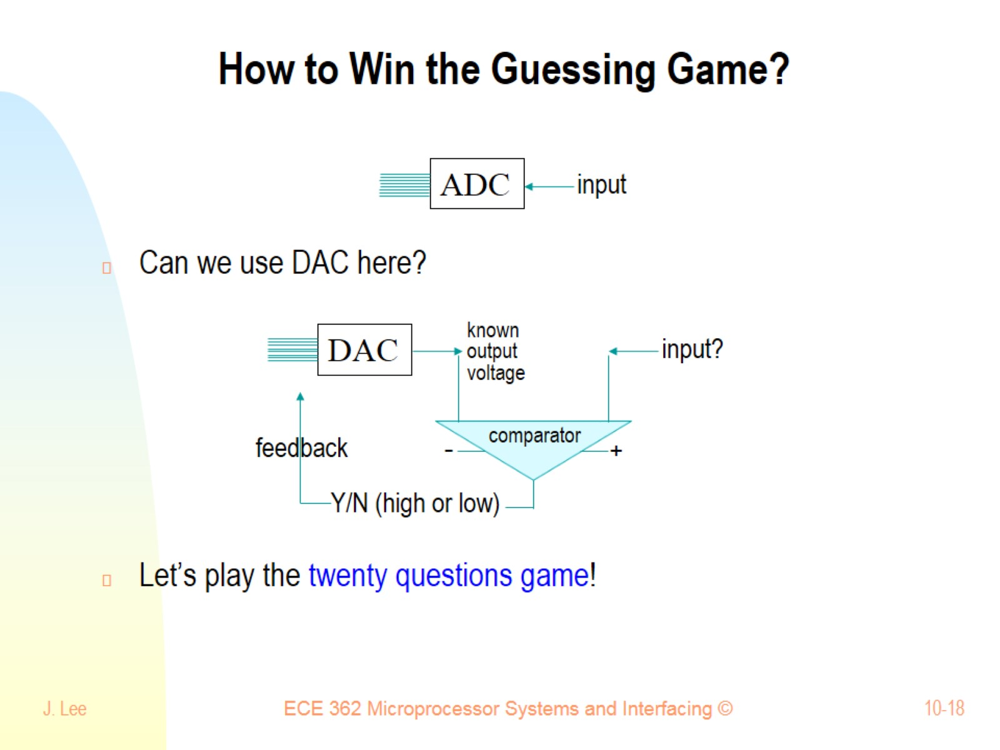 How to Win the Guessing Game?
ADC
input
Can we use DAC here?
DAC
known
output
voltage
input?
comparator
feedback
-
+
Y/N (high or low)
Let's play the twenty questions game!
J. Lee
ECE 362 Microprocessor Systems and Interfacing ©
10-18